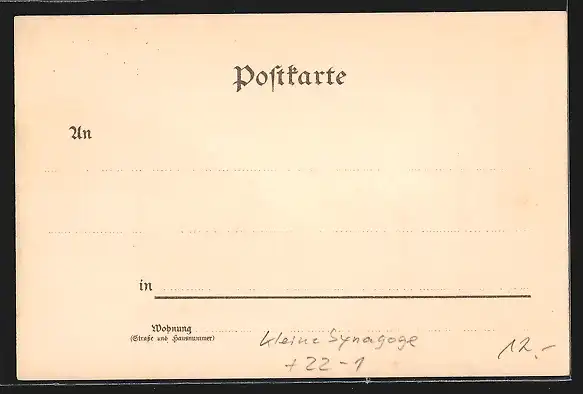 Postkarte
An
in
Wohnung
(Straße und Hausnummer)
kleine Synagoge
+22-1
12.-